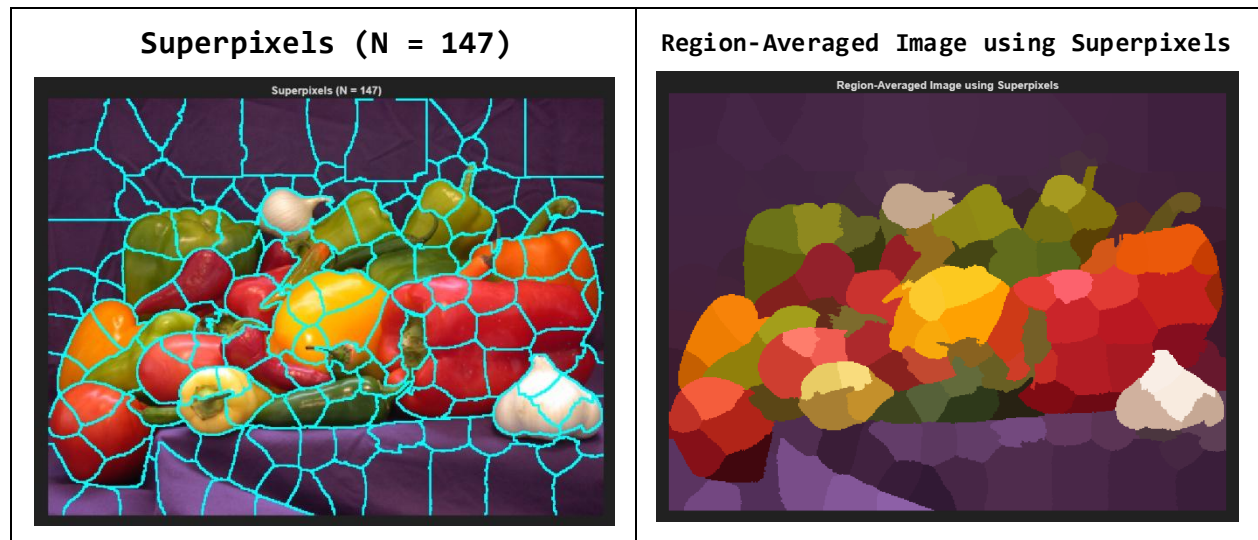 Superpixels (N = 147)
Region-Averaged Image using Superpixels
Superpixels (N = 147)
Region-Averaged Image using Superpixels